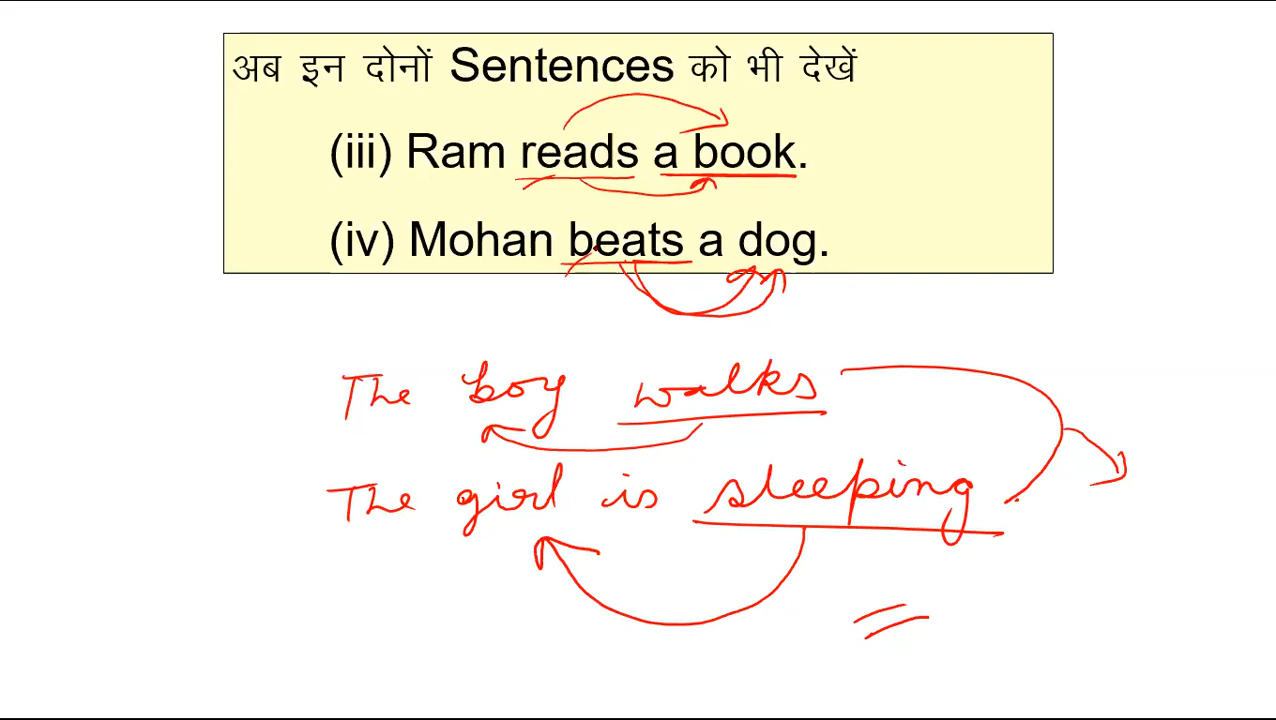 अब इन दोनों Sentences को भी देखें
(iii) Ram reads a book.
(iv) Mohan beats a dog.
The boy walks
The girl is sleeping